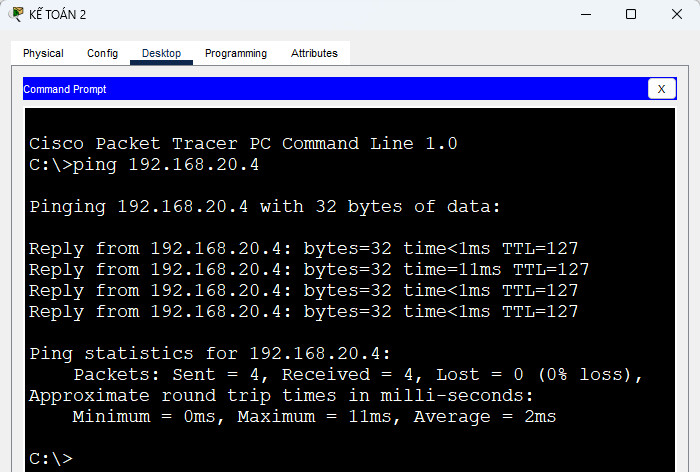 KẾ TOÁN 2
Physical Config Desktop Programming Attributes
Command Prompt X
Cisco Packet Tracer PC Command Line 1.0
C:\>ping 192.168.20.4
Pinging 192.168.20.4 with 32 bytes of data:
Reply from 192.168.20.4: bytes=32 time<1ms TTL=127
Reply from 192.168.20.4: bytes=32 time=11ms TTL=127
Reply from 192.168.20.4: bytes=32 time<1ms TTL=127
Reply from 192.168.20.4: bytes=32 time<1ms TTL=127
Ping statistics for 192.168.20.4:
Packets: Sent = 4, Received = 4, Lost = 0 (0% loss),
Approximate round trip times in milli-seconds:
Minimum = 0ms, Maximum = 11ms, Average = 2ms
C:\>